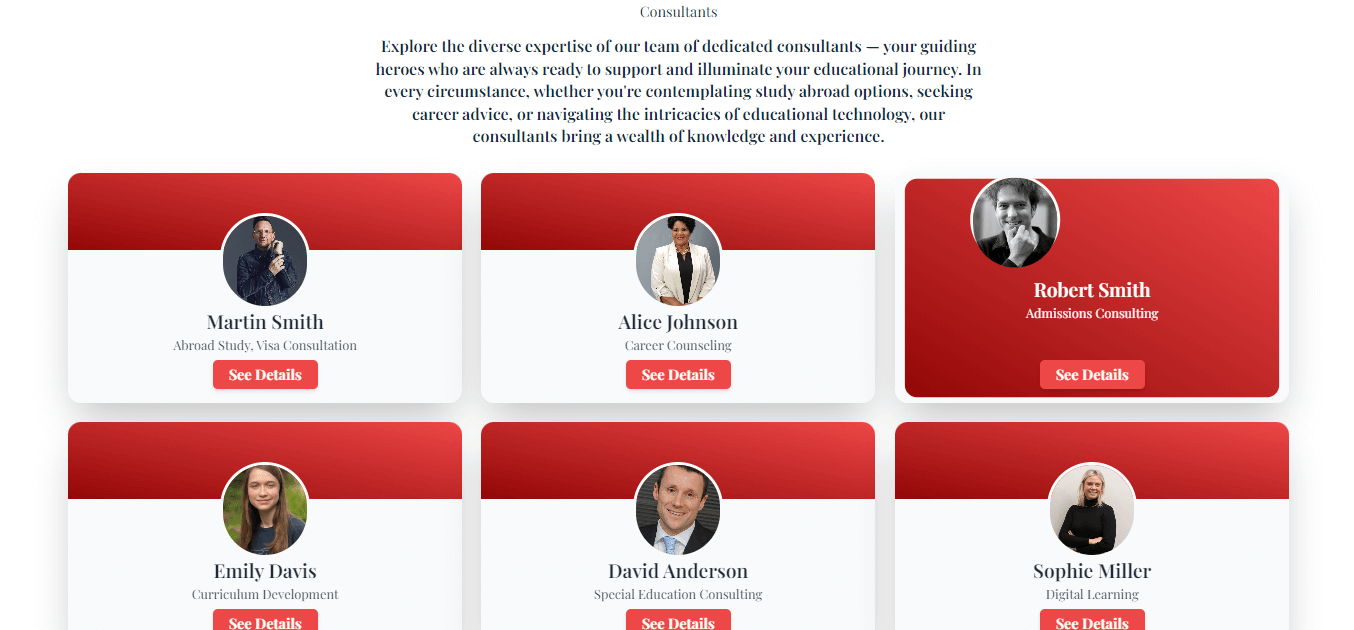 Consultants
Explore the diverse expertise of our team of dedicated consultants — your guiding
heroes who are always ready to support and illuminate your educational journey. In
every circumstance, whether you're contemplating study abroad options, seeking
career advice, or navigating the intricacies of educational technology, our
consultants bring a wealth of knowledge and experience.
Martin Smith
Abroad Study, Visa Consultation
See Details
Alice Johnson
Career Counseling
See Details
Robert Smith
Admissions Consulting
See Details
Emily Davis
Curriculum Development
See Details
David Anderson
Special Education Consulting
See Details
Sophie Miller
Digital Learning
See Details